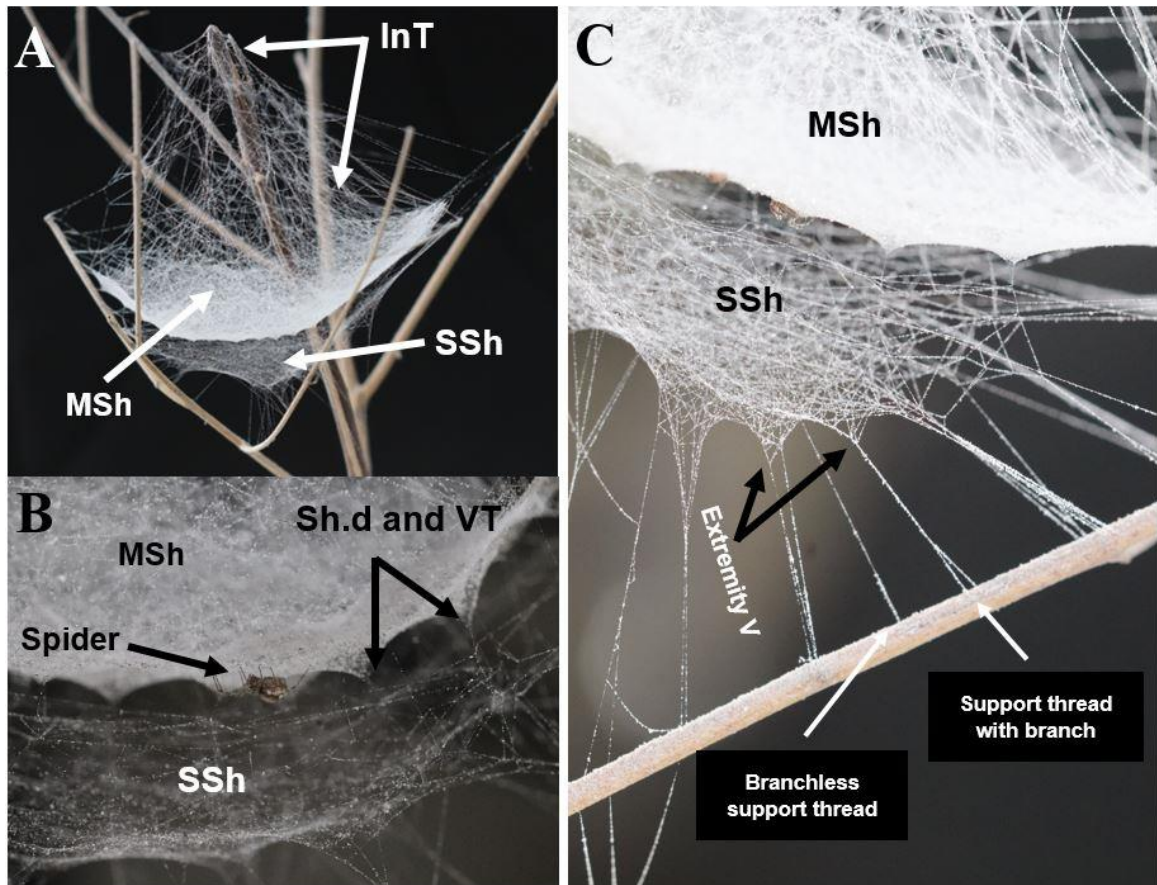 A
InT
MSh
SSh
B
Sh.d and VT
MSh
Spider
SSh
C
MSh
SSh
Extremity V
Support thread
with branch
Branchless
support thread